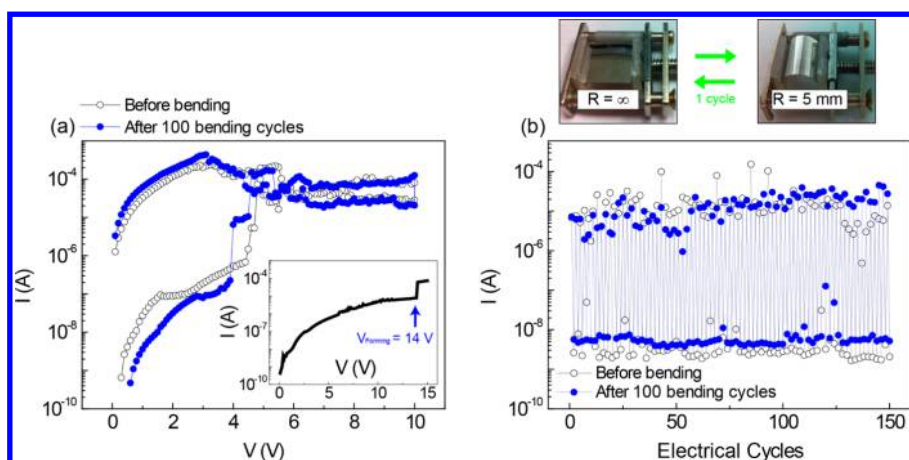 R = ∞
1 cycle
R = 5 mm
Before bending
After 100 bending cycles
(a)
(b)
10⁻⁴
10⁻⁶
10⁻⁸
10⁻¹⁰
I (A)
0 2 4 6 8 10
V (V)
10⁻⁴
10⁻⁷
10⁻¹⁰
I (A)
V_Forming = 14 V
V (V)
0 5 10 15
10⁻⁴
10⁻⁶
10⁻⁸
10⁻¹⁰
I (A)
Before bending
After 100 bending cycles
0 50 100 150
Electrical Cycles